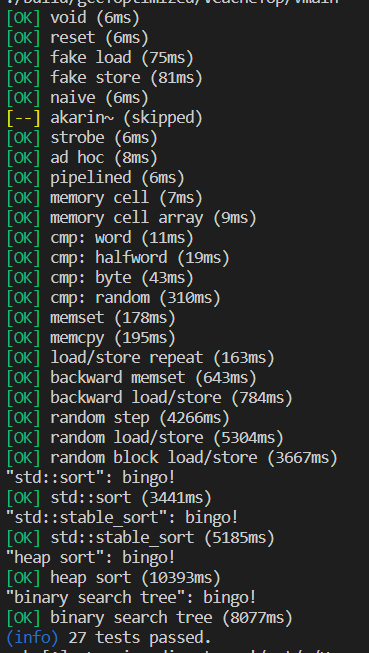 ./build/gcc/optimized/VCacheTop/vmain
[OK] void (6ms)
[OK] reset (6ms)
[OK] fake load (75ms)
[OK] fake store (81ms)
[OK] naive (6ms)
[--] akarin~ (skipped)
[OK] strobe (6ms)
[OK] ad hoc (8ms)
[OK] pipelined (6ms)
[OK] memory cell (7ms)
[OK] memory cell array (9ms)
[OK] cmp: word (11ms)
[OK] cmp: halfword (19ms)
[OK] cmp: byte (43ms)
[OK] cmp: random (310ms)
[OK] memset (178ms)
[OK] memcpy (195ms)
[OK] load/store repeat (163ms)
[OK] backward memset (643ms)
[OK] backward load/store (784ms)
[OK] random step (4266ms)
[OK] random load/store (5304ms)
[OK] random block load/store (3667ms)
"std::sort": bingo!
[OK] std::sort (3441ms)
"std::stable_sort": bingo!
[OK] std::stable_sort (5185ms)
"heap sort": bingo!
[OK] heap sort (10393ms)
"binary search tree": bingo!
[OK] binary search tree (8077ms)
(info) 27 tests passed.